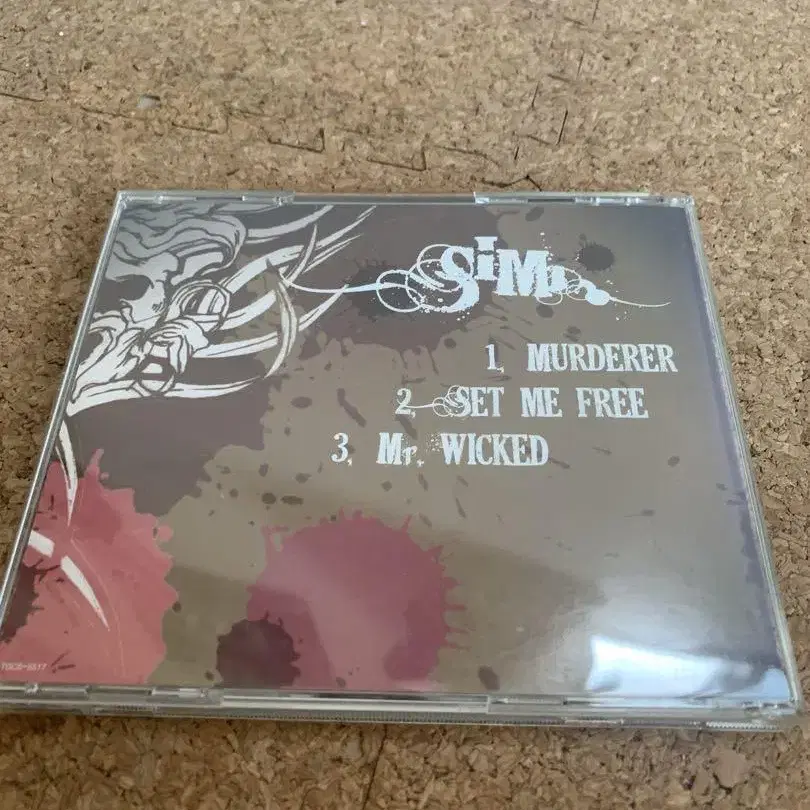 SiM
1, MURDERER
2, SET ME FREE
3, Mr. WICKED